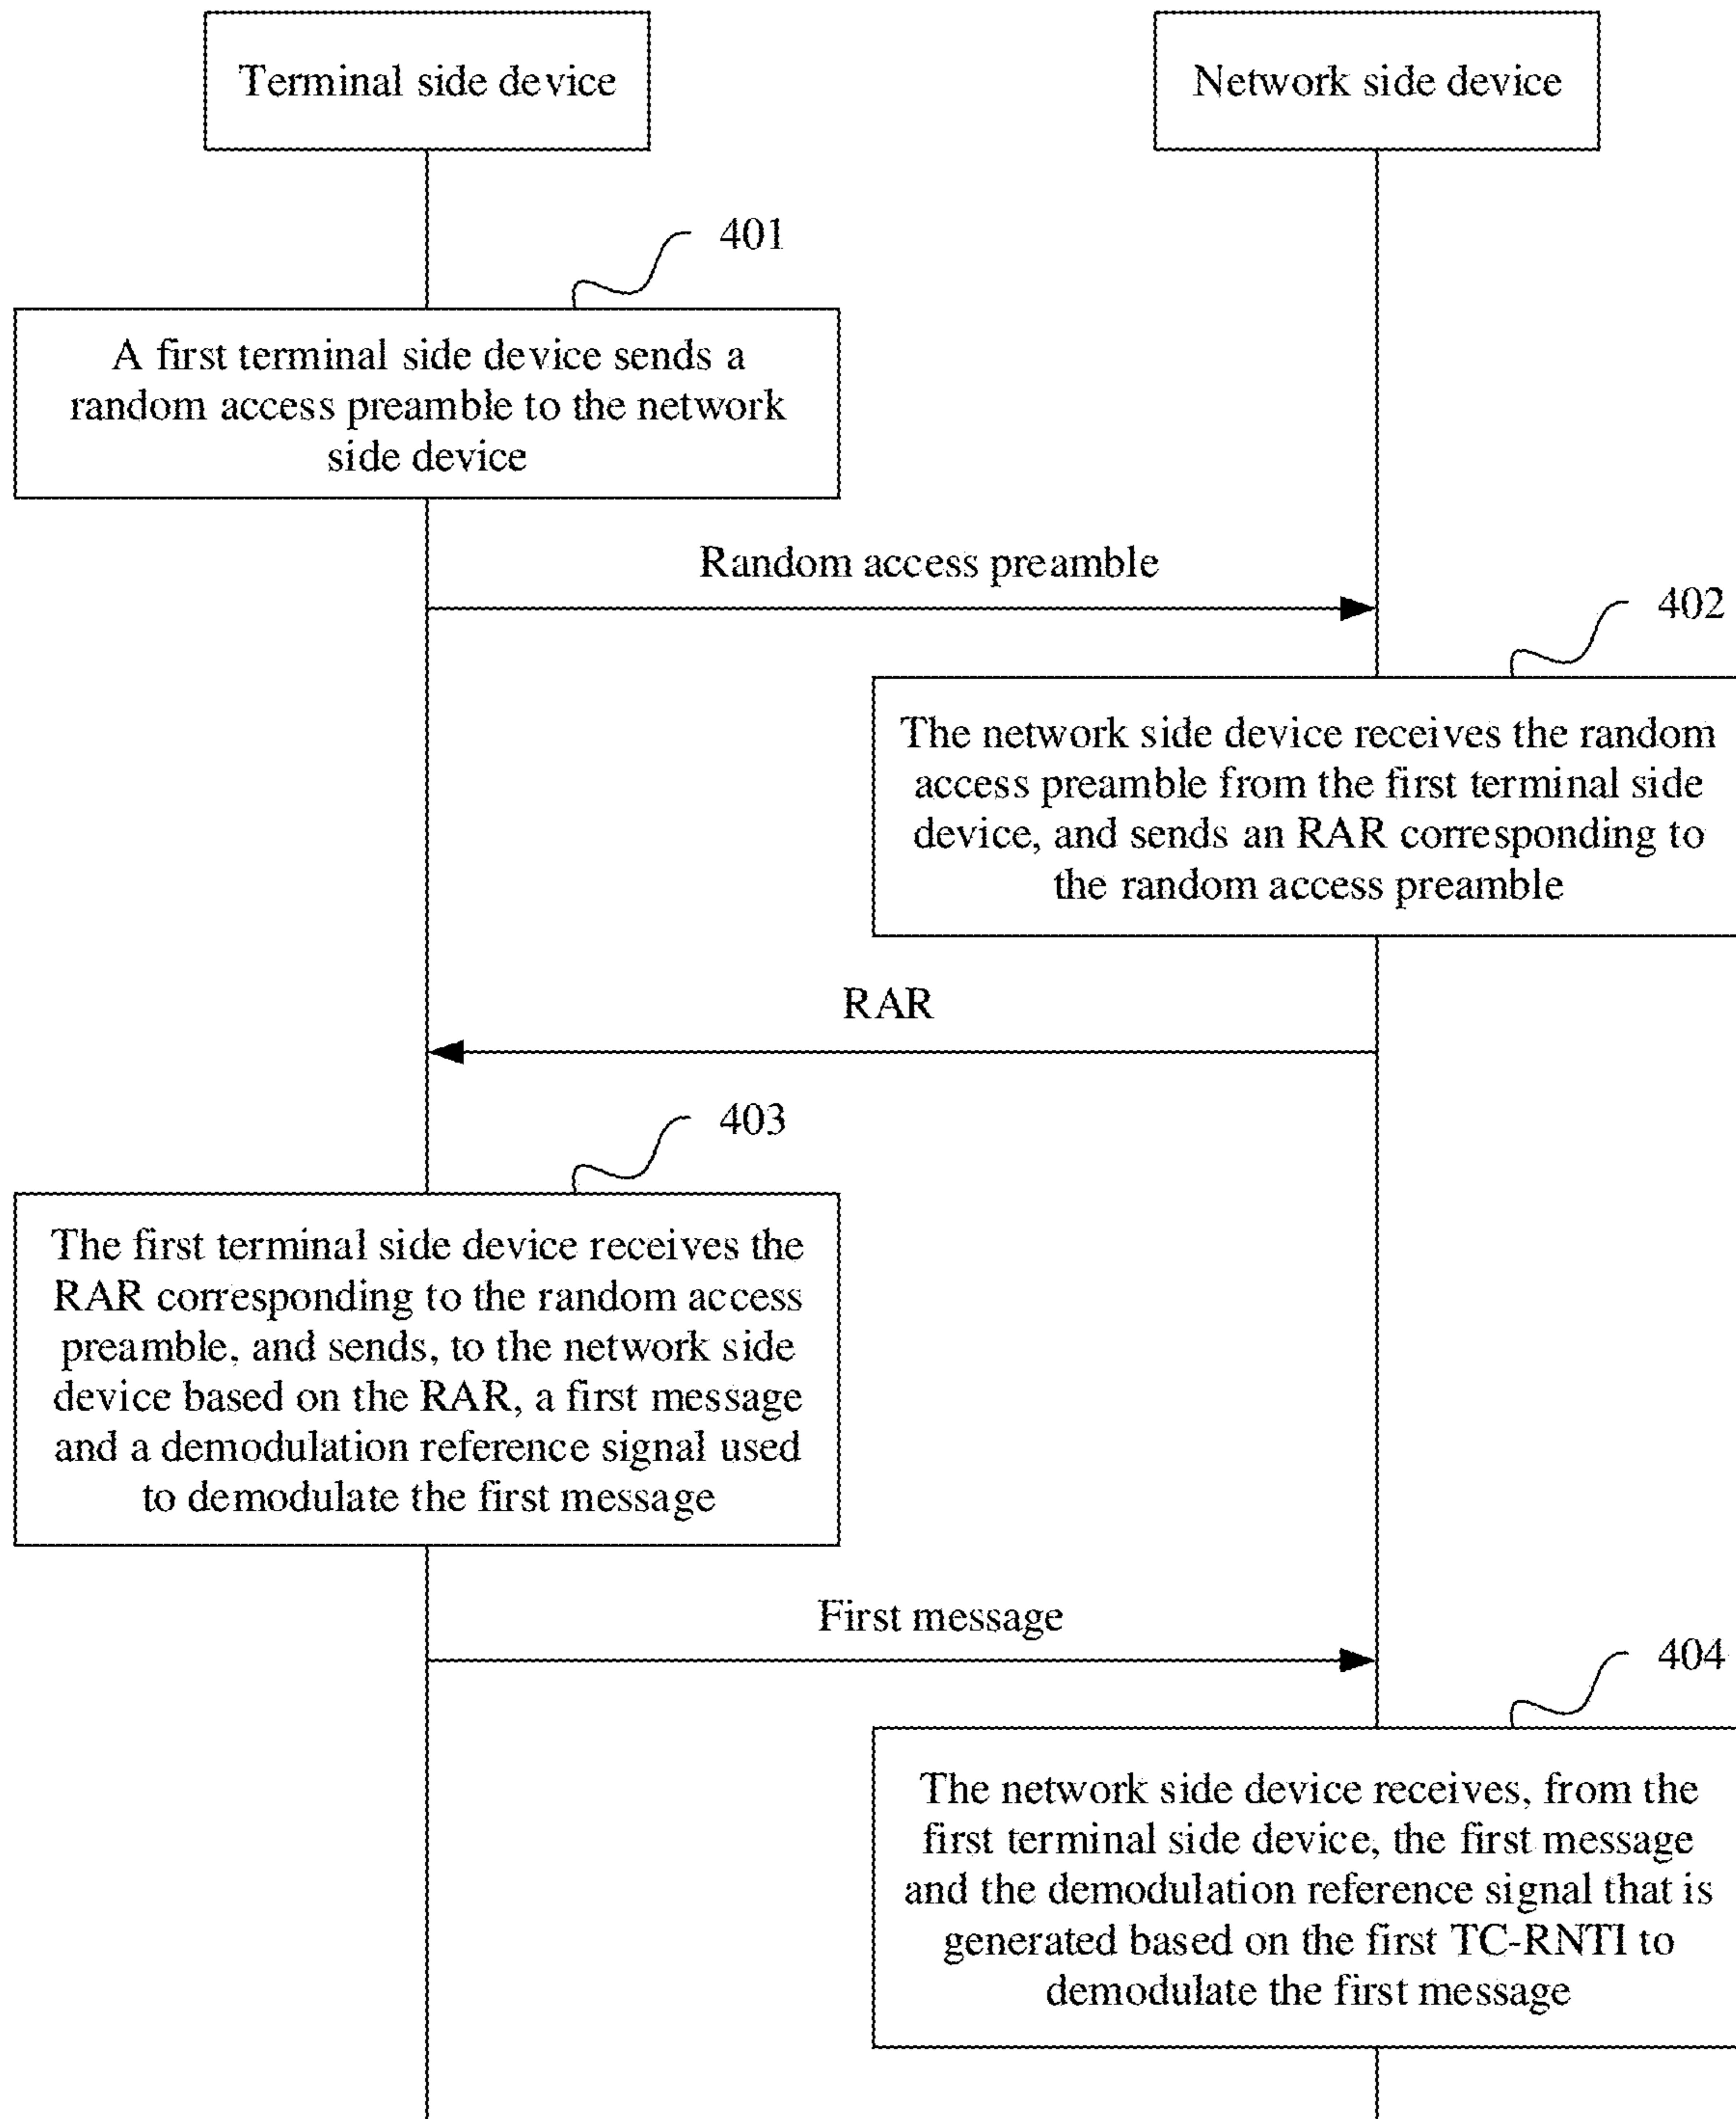 Terminal side device
Network side device
401
A first terminal side device sends a
random access preamble to the network
side device
Random access preamble
402
The network side device receives the random
access preamble from the first terminal side
device, and sends an RAR corresponding to
the random access preamble
RAR
403
The first terminal side device receives the
RAR corresponding to the random access
preamble, and sends, to the network side
device based on the RAR, a first message
and a demodulation reference signal used
to demodulate the first message
First message
404
The network side device receives, from the
first terminal side device, the first message
and the demodulation reference signal that is
generated based on the first TC-RNTI to
demodulate the first message